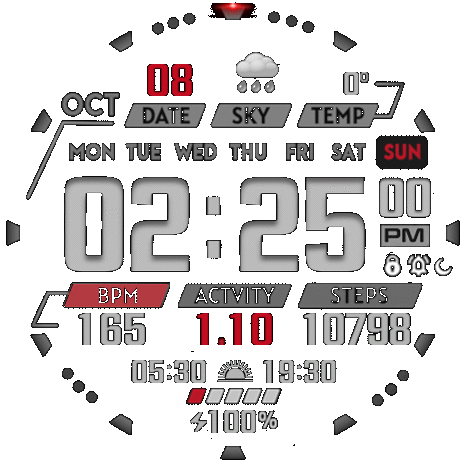 08 0°
OCT DATE SKY TEMP
MON TUE WED THU FRI SAT SUN
02:25 00
PM
BPM ACTVITY STEPS
165 1.10 10798
05:30 19:30
100%